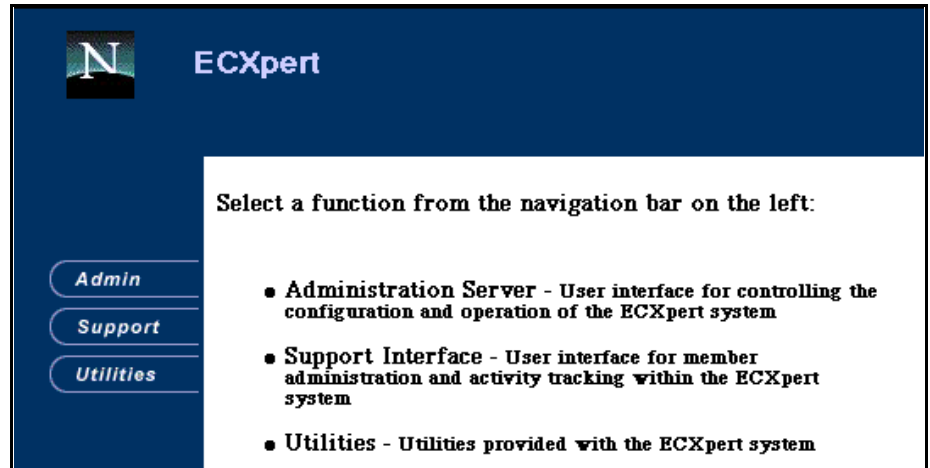 N
ECXpert
Select a function from the navigation bar on the left:
Admin
Support
Utilities
● Administration Server - User interface for controlling the
configuration and operation of the ECXpert system
● Support Interface - User interface for member
administration and activity tracking within the ECXpert
system
● Utilities - Utilities provided with the ECXpert system